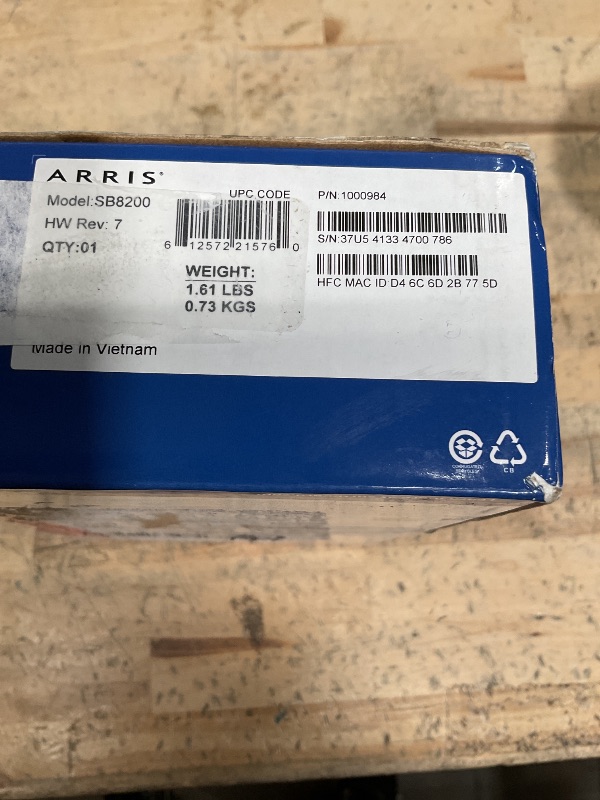 ARRIS
Model:SB8200
HW Rev: 7
QTY:01
UPC CODE
6 12572 21576 0
WEIGHT:
1.61 LBS
0.73 KGS
Made in Vietnam
P/N:1000984
S/N:37U5 4133 4700 786
HFC MAC ID:D4 6C 6D 2B 77 5D
CB